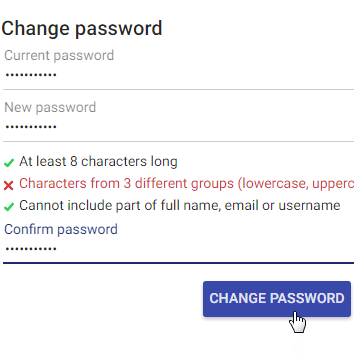 Change password
Current password
•••••••••••
New password
•••••••••••
At least 8 characters long
Characters from 3 different groups (lowercase, upperc
Cannot include part of full name, email or username
Confirm password
•••••••••••
CHANGE PASSWORD